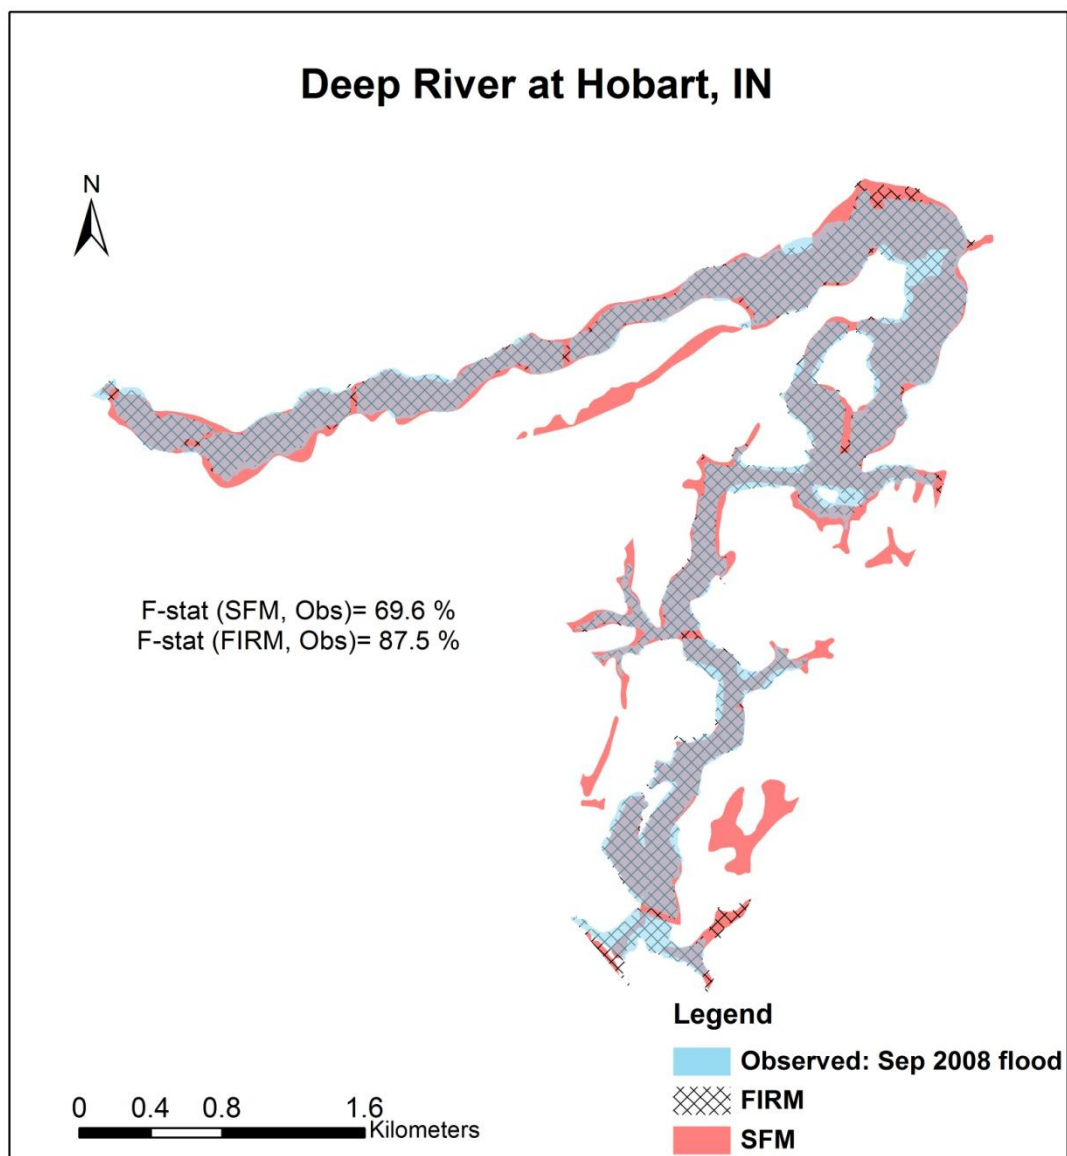 Deep River at Hobart, IN
N
F-stat (SFM, Obs)= 69.6 %
F-stat (FIRM, Obs)= 87.5 %
Legend
Observed: Sep 2008 flood
FIRM
SFM
0 0.4 0.8 1.6
Kilometers